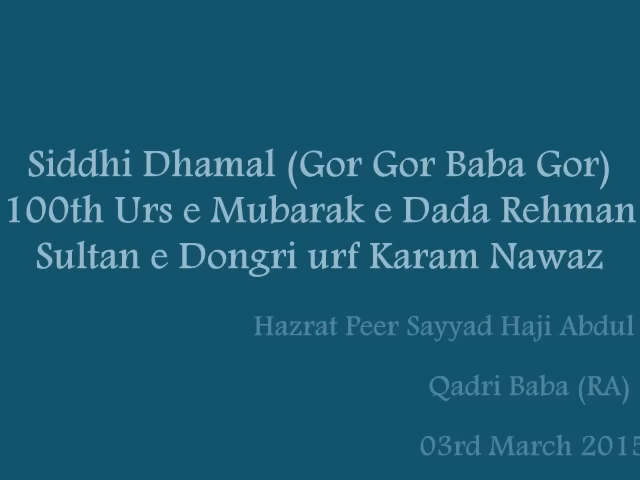 Siddhi Dhamal (Gor Gor Baba Gor)
100th Urs e Mubarak e Dada Rehman
Sultan e Dongri urf Karam Nawaz
Hazrat Peer Sayyad Haji Abdul
Qadri Baba (RA)
03rd March 2015